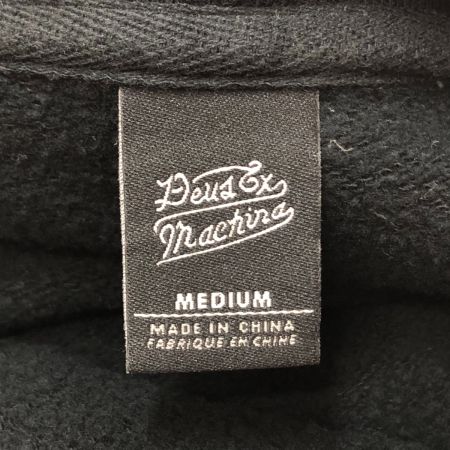 Deus Ex
Machina
MEDIUM
MADE IN CHINA
FABRIQUE EN CHINE